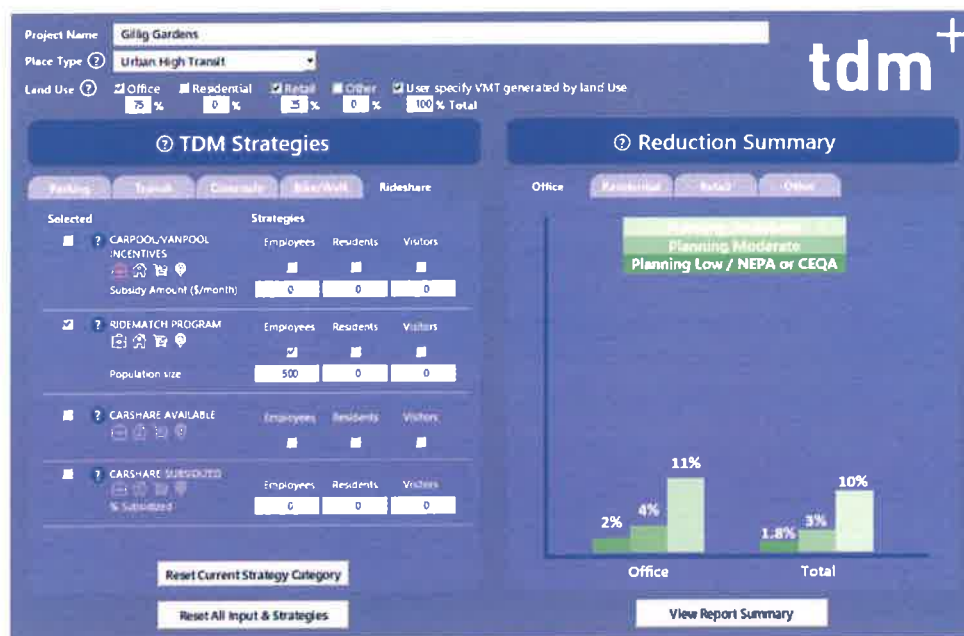 Project Name Gillig Gardens
tdm+
Place Type ? Urban High Transit
Land Use ? Office Residential Retail Other User specify VMT generated by land Use
75 % 0 % 25 % 0 % 100 % Total
? TDM Strategies
Parking Transit Commute Bike/Walk Rideshare
Selected Strategies
? CARPOOL/VANPOOL INCENTIVES Employees Residents Visitors
Subsidy Amount ($/month) 0 0 0
? RIDEMATCH PROGRAM Employees Residents Visitors
Population size 500 0 0
? CARSHARE AVAILABLE Employees Residents Visitors
? CARSHARE SUBSIDIZED Employees Residents Visitors
% Subsidized 0 0 0
Reset Current Strategy Category
Reset All Input & Strategies
? Reduction Summary
Office Residential Retail Other
Planning Moderate
Planning Low / NEPA or CEQA
2% 4% 11%
1.8% 3% 10%
Office Total
View Report Summary